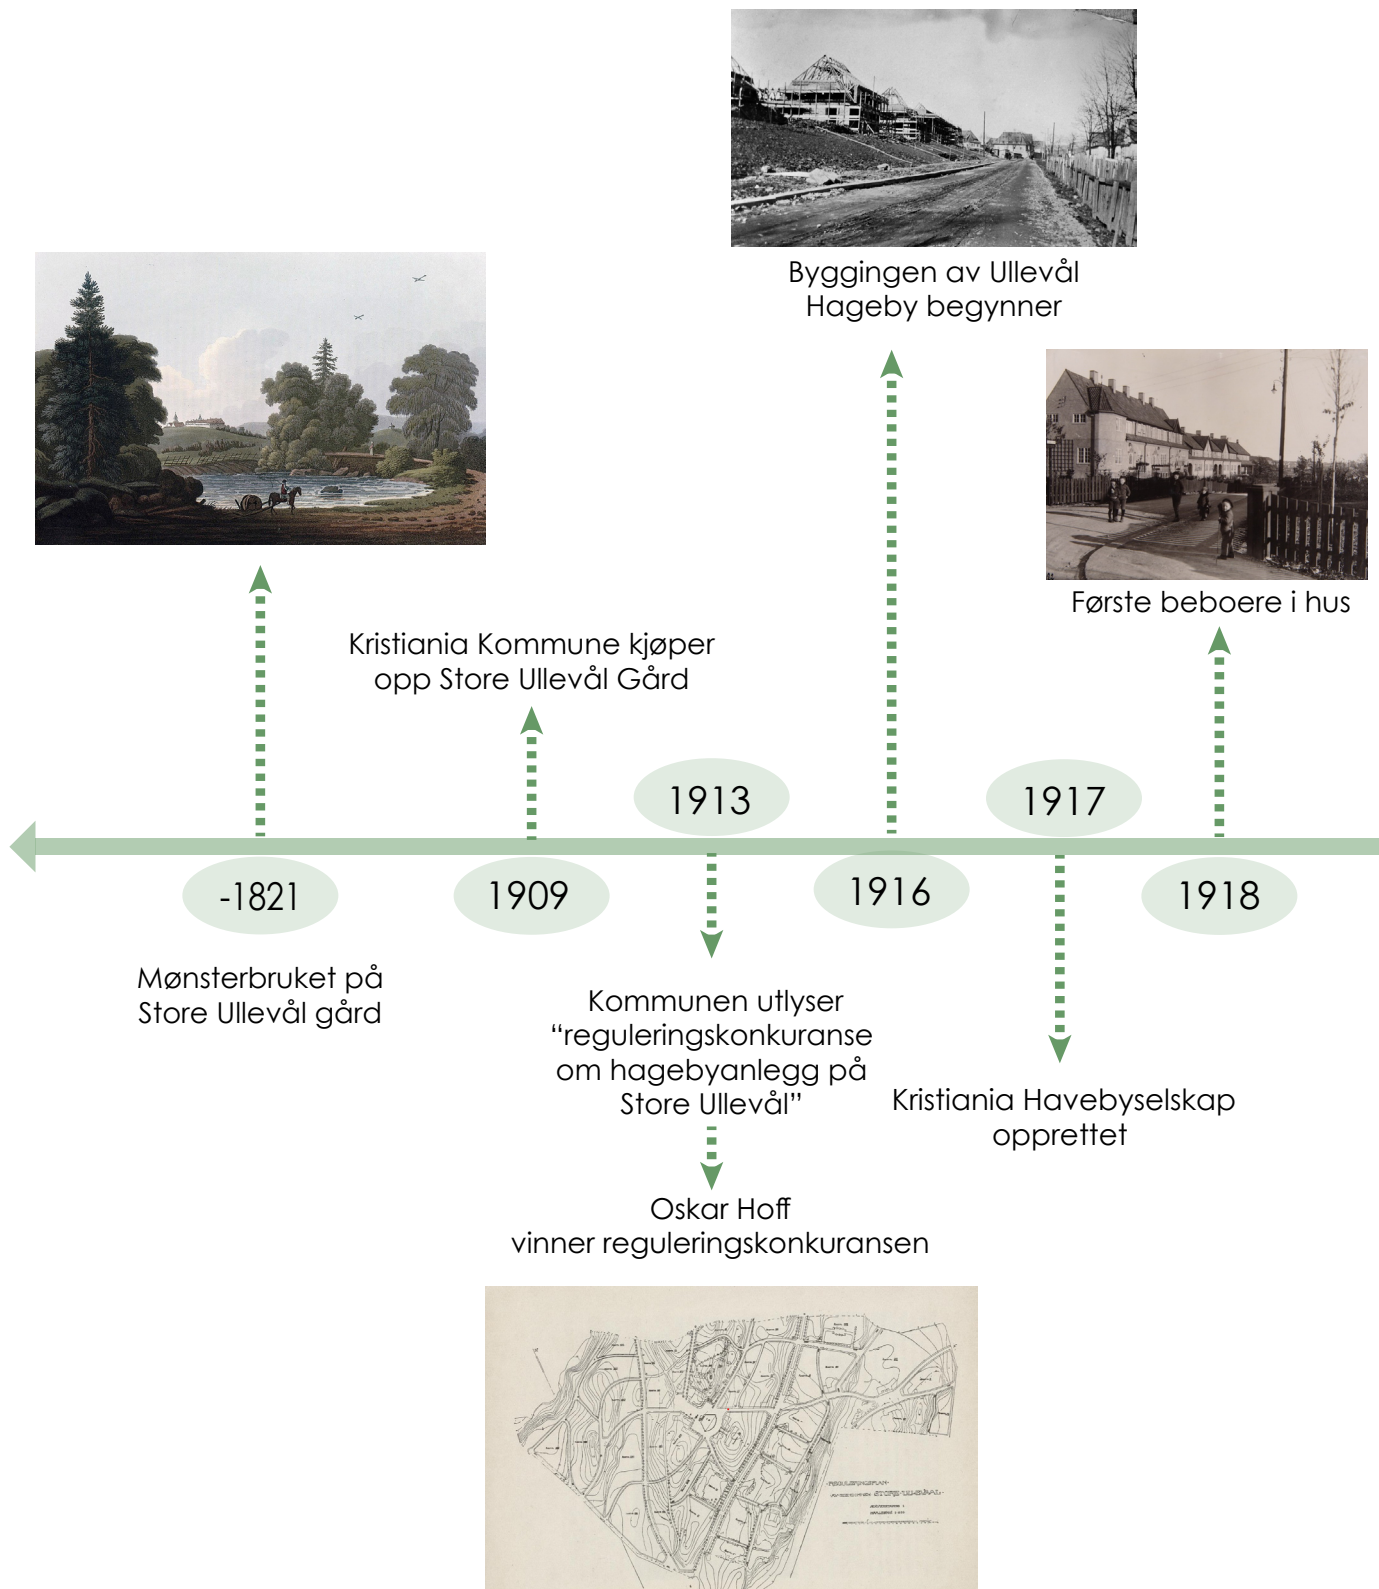 Byggingen av Ullevål
Hageby begynner
Første beboere i hus
Kristiania Kommune kjøper
opp Store Ullevål Gård
1913
1917
-1821
1909
1916
1918
Mønsterbruket på
Store Ullevål gård
Kommunen utlyser
“reguleringskonkuranse
om hagebyanlegg på
Store Ullevål”
Kristiania Havebyselskap
opprettet
Oskar Hoff
vinner reguleringskonkuransen